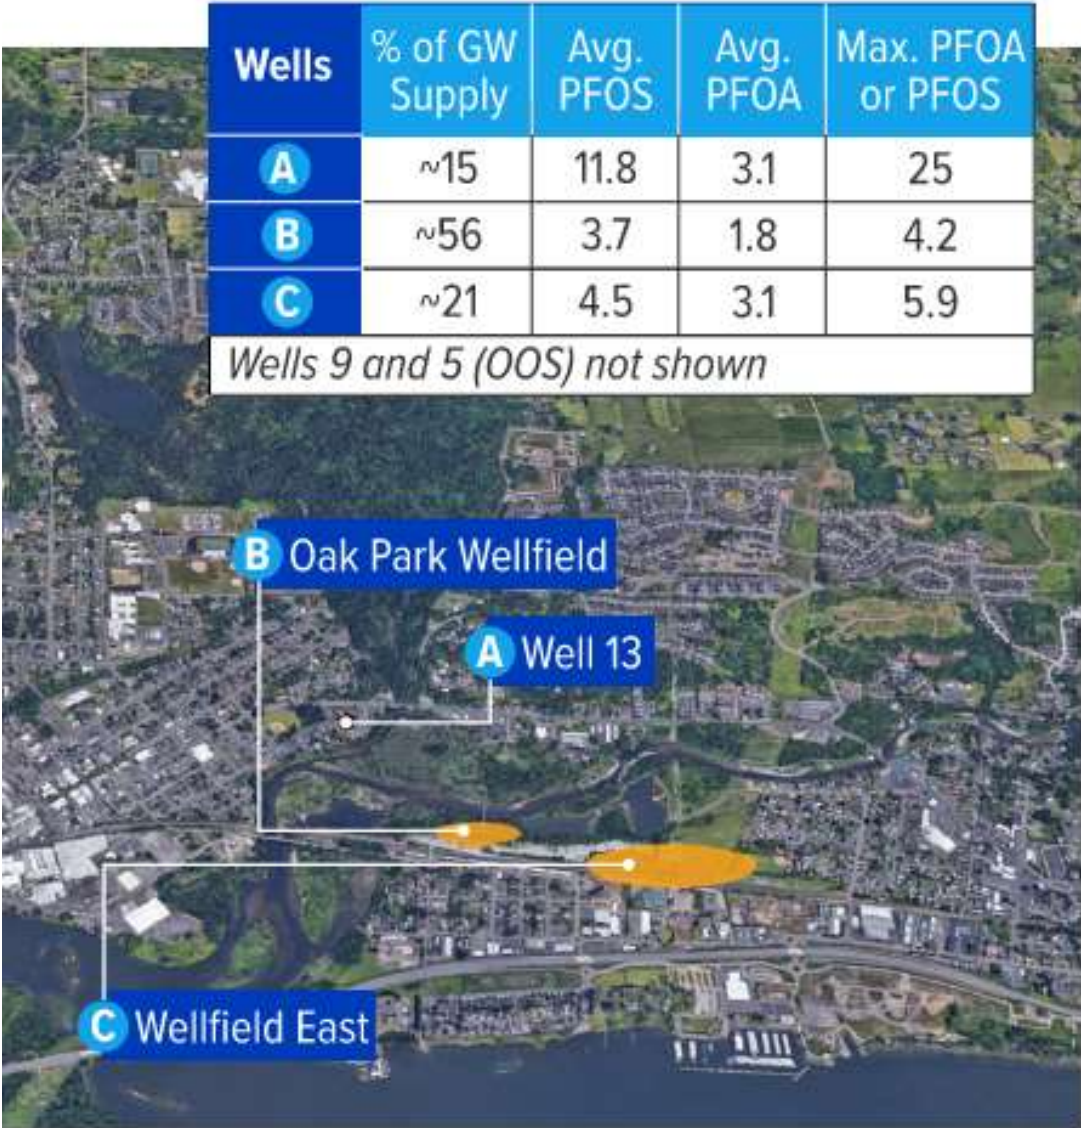 Wells % of GW Supply Avg. PFOS Avg. PFOA Max. PFOA or PFOS
A ~15 11.8 3.1 25
B ~56 3.7 1.8 4.2
C ~21 4.5 3.1 5.9
Wells 9 and 5 (OOS) not shown
B Oak Park Wellfield
A Well 13
C Wellfield East